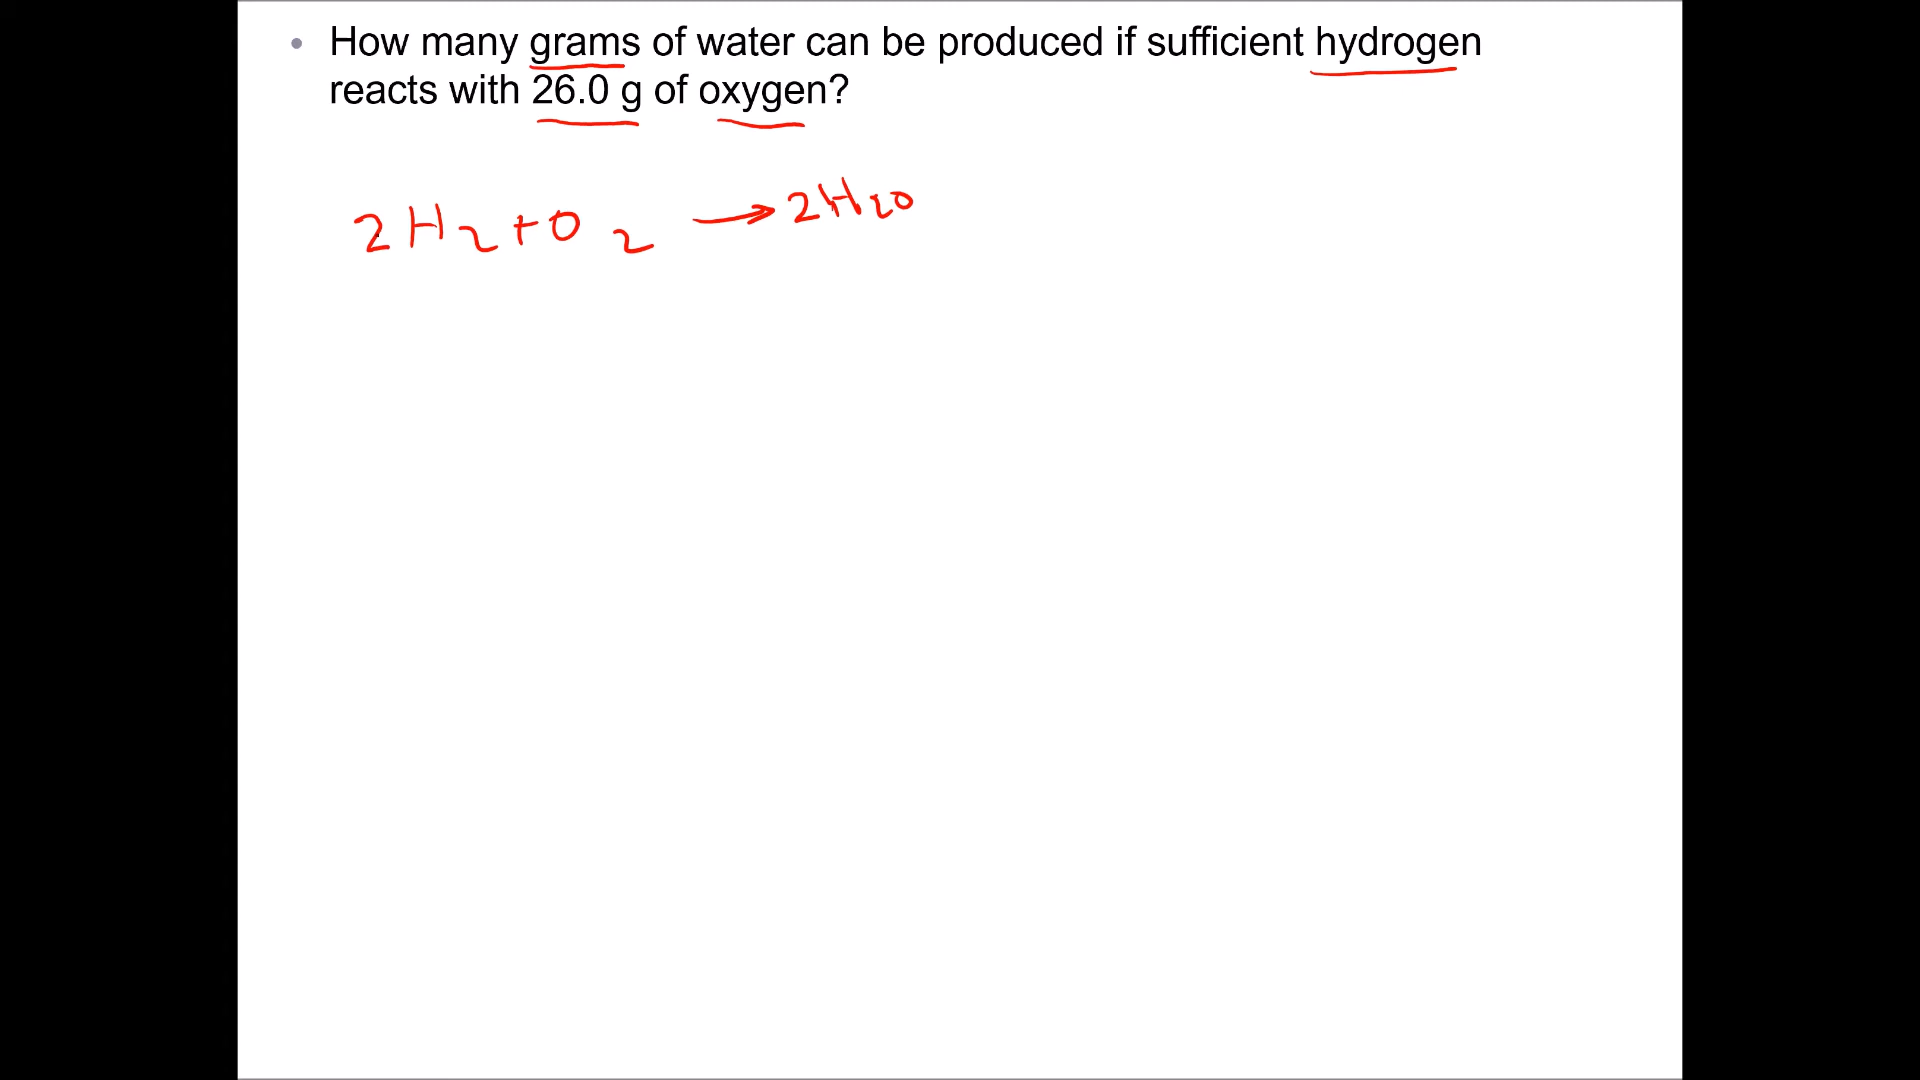 • How many grams of water can be produced if sufficient hydrogen
reacts with 26.0 g of oxygen?
2H₂+O₂ → 2H₂O